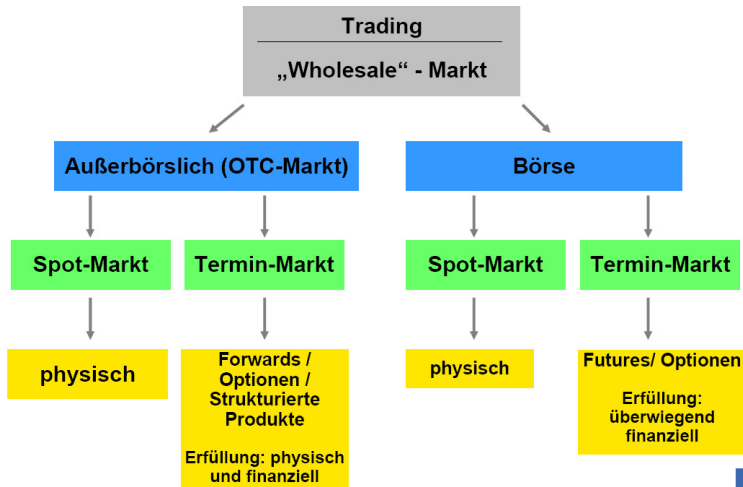 Trading
„Wholesale“ - Markt
Außerbörslich (OTC-Markt)
Börse
Spot-Markt
Termin-Markt
Spot-Markt
Termin-Markt
physisch
Forwards /
Optionen /
Strukturierte
Produkte
Erfüllung: physisch
und finanziell
physisch
Futures/ Optionen
Erfüllung:
überwiegend
finanziell